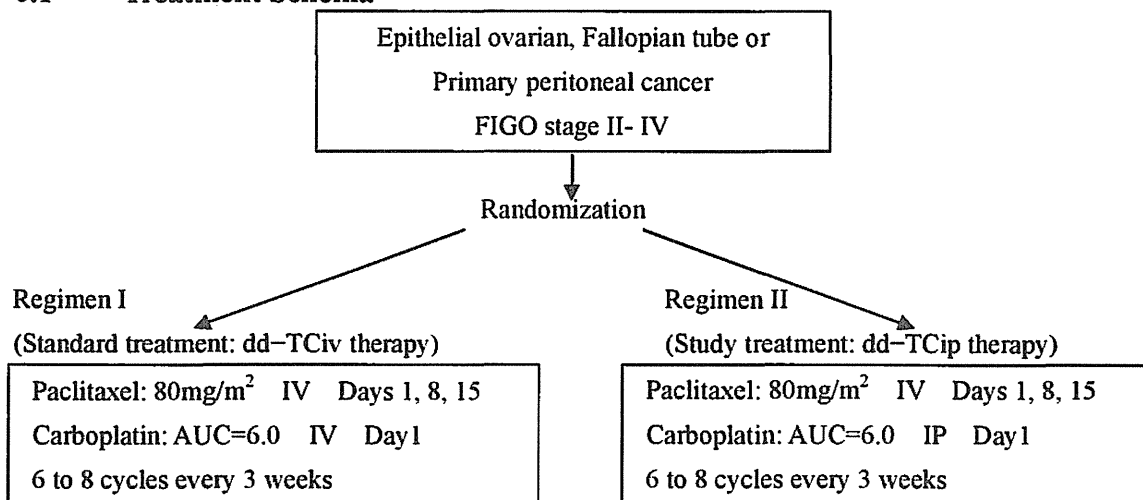 Epithelial ovarian, Fallopian tube or
Primary peritoneal cancer
FIGO stage II- IV
Randomization
Regimen I
(Standard treatment: dd-TCiv therapy)
Paclitaxel: 80mg/m² IV Days 1, 8, 15
Carboplatin: AUC=6.0 IV Day1
6 to 8 cycles every 3 weeks
Regimen II
(Study treatment: dd-TCip therapy)
Paclitaxel: 80mg/m² IV Days 1, 8, 15
Carboplatin: AUC=6.0 IP Day1
6 to 8 cycles every 3 weeks